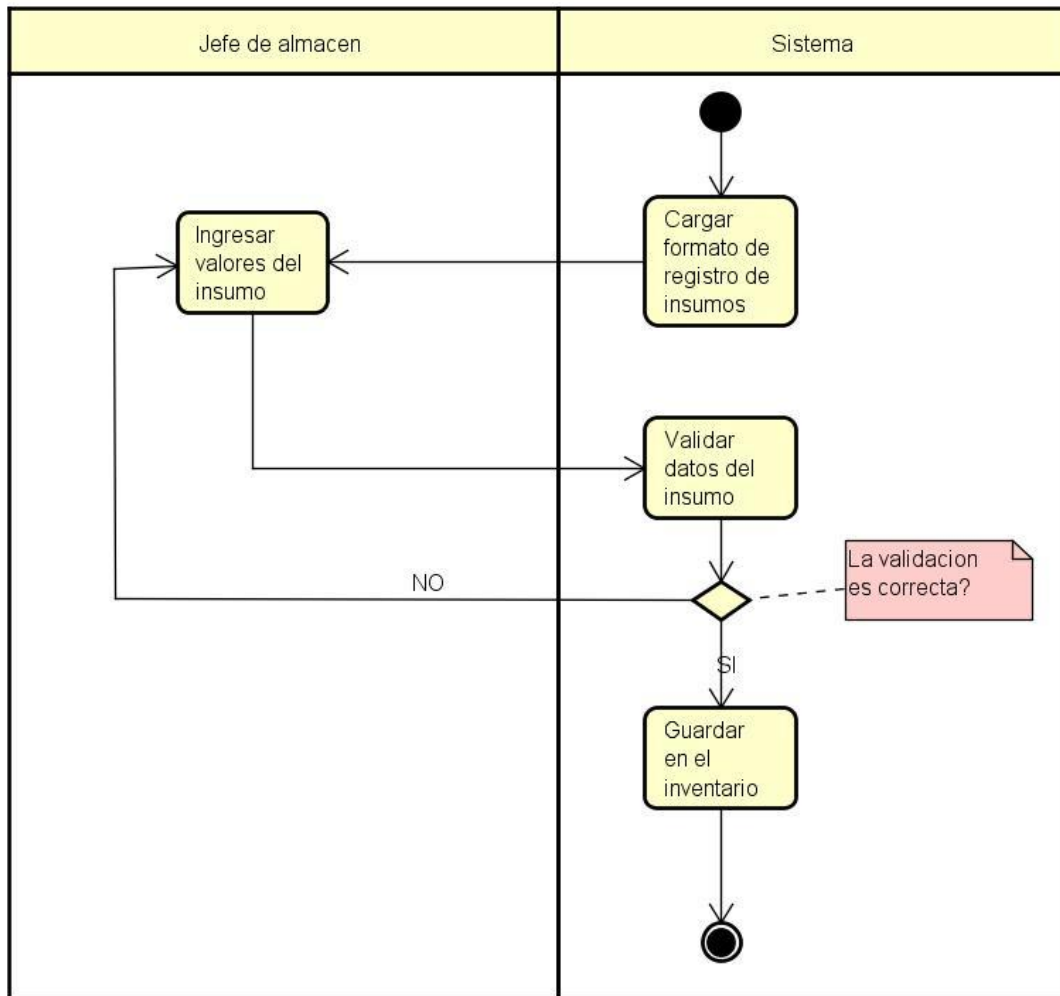 Jefe de almacen
Sistema
Cargar
formato de
registro de
insumos
Ingresar
valores del
insumo
Validar
datos del
insumo
La validacion
es correcta?
NO
SI
Guardar
en el
inventario